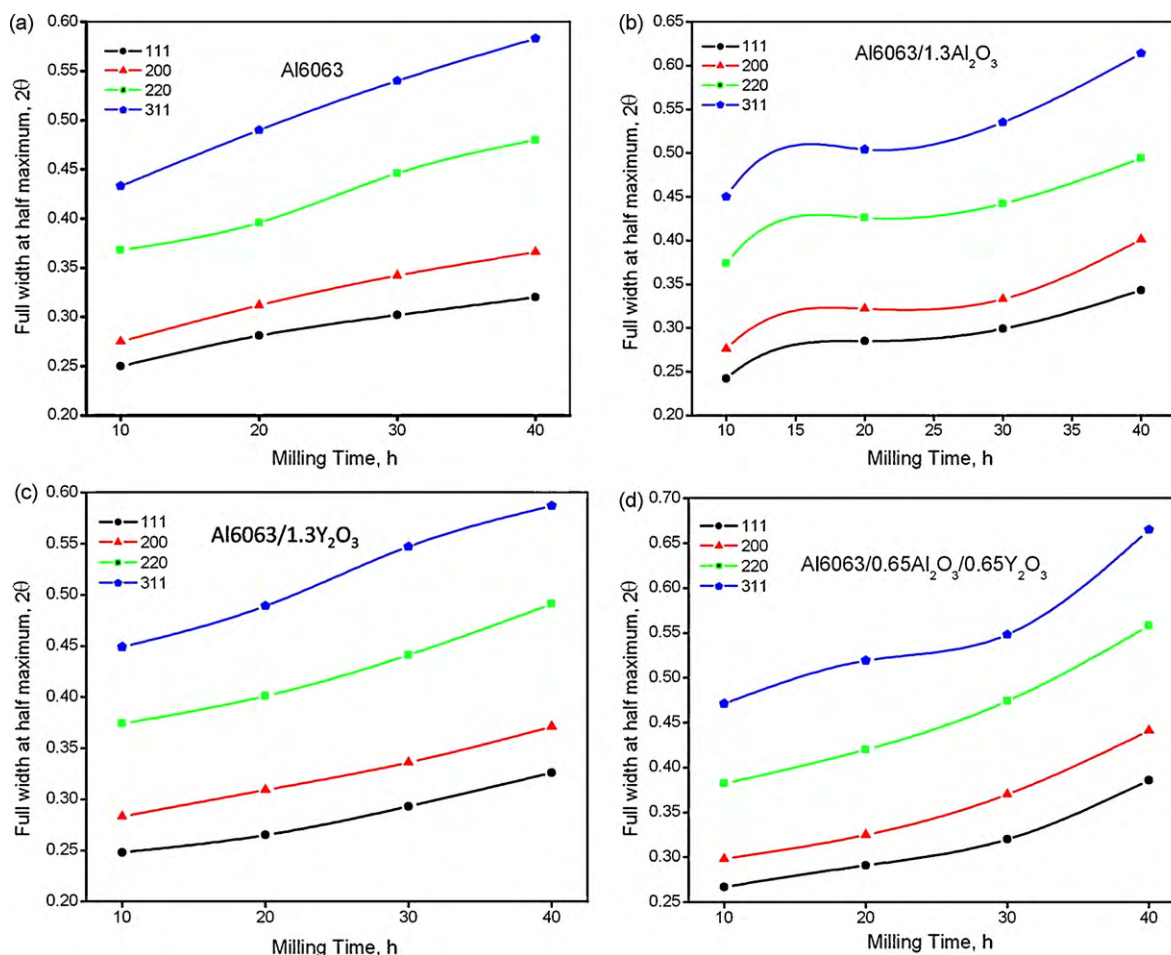 (a)
0.60
0.55
0.50
0.45
0.40
0.35
0.30
0.25
0.20
Full width at half maximum, 2θ
111
200
220
311
Al6063
10 20 30 40
Milling Time, h
(b)
0.65
0.60
0.55
0.50
0.45
0.40
0.35
0.30
0.25
0.20
Full width at half maximum, 2θ
111
200
220
311
Al6063/1.3Al₂O₃
10 15 20 25 30 35 40
Milling Time, h
(c)
0.60
0.55
0.50
0.45
0.40
0.35
0.30
0.25
0.20
Full width at half maximum, 2θ
111
200
220
311
Al6063/1.3Y₂O₃
10 20 30 40
Milling Time, h
(d)
0.70
0.65
0.60
0.55
0.50
0.45
0.40
0.35
0.30
0.25
Full width at half maximum, 2θ
111
200
220
311
Al6063/0.65Al₂O₃/0.65Y₂O₃
10 20 30 40
Milling Time, h